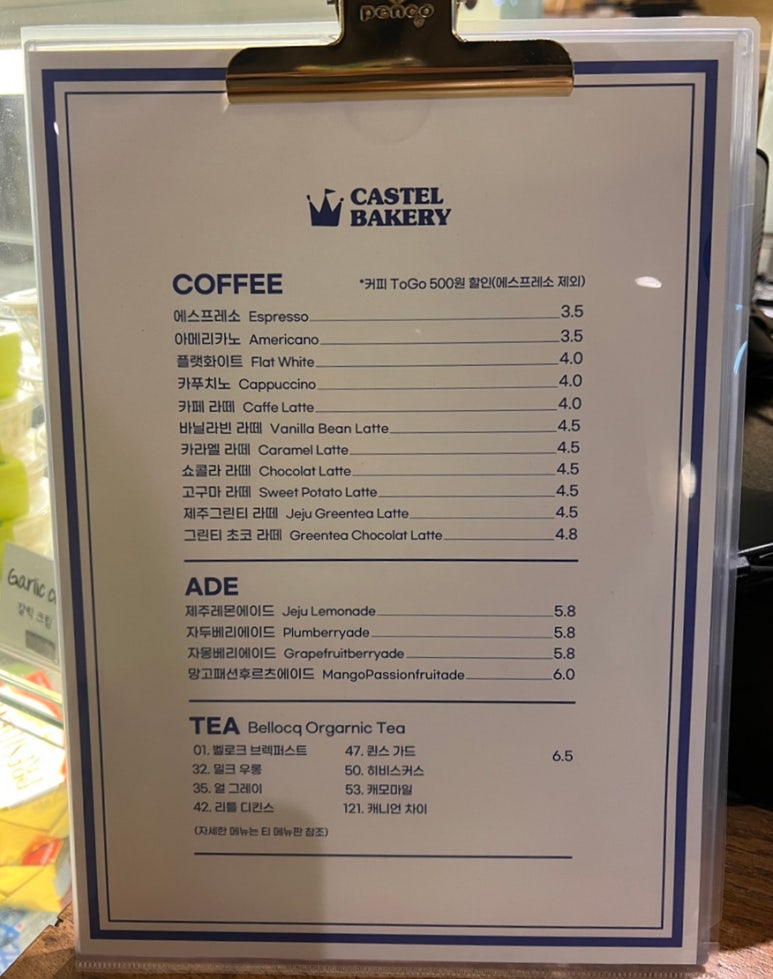 penco
CASTEL
BAKERY
COFFEE *커피 ToGo 500원 할인(에스프레소 제외)
에스프레소 Espresso 3.5
아메리카노 Americano 3.5
플랫화이트 Flat White 4.0
카푸치노 Cappuccino 4.0
카페 라떼 Caffe Latte 4.0
바닐라빈 라떼 Vanilla Bean Latte 4.5
카라멜 라떼 Caramel Latte 4.5
쇼콜라 라떼 Chocolat Latte 4.5
고구마 라떼 Sweet Potato Latte 4.5
제주그린티 라떼 Jeju Greentea Latte 4.5
그린티 초코 라떼 Greentea Chocolat Latte 4.8
ADE
제주레몬에이드 Jeju Lemonade 5.8
자두베리에이드 Plumberryade 5.8
자몽베리에이드 Grapefruitberryade 5.8
망고패션후르츠에이드 MangoPassionfruitade 6.0
TEA Bellocq Orgarnic Tea
01. 벨로크 브렉퍼스트 47. 퀸스 가드 6.5
32. 밀크 우롱 50. 히비스커스
35. 얼 그레이 53. 캐모마일
42. 리틀 디킨스 121. 캐니언 차이
(자세한 메뉴는 티 메뉴판 참조)
Garlic
갈릭 크림